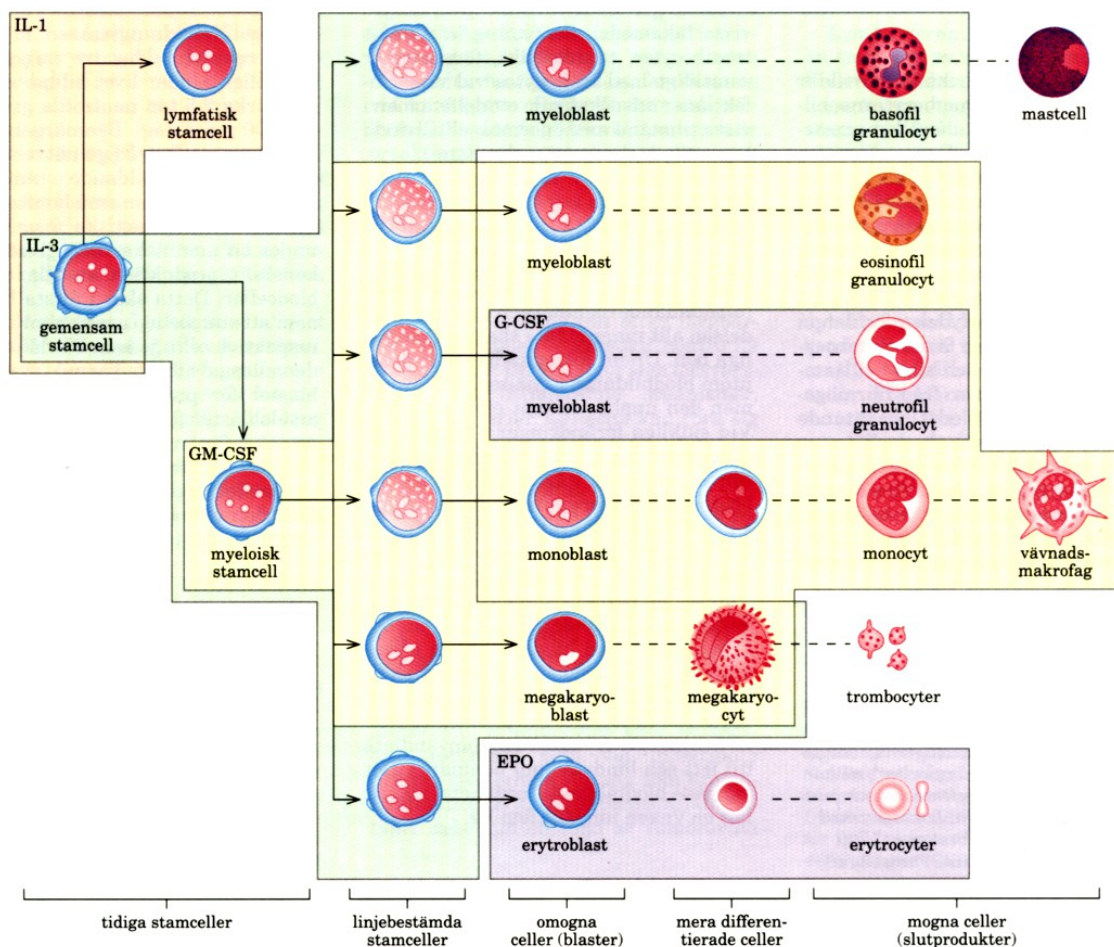 IL-1
lymfatisk
stamcell
myeloblast
basofil
granulocyt
mastcell
IL-3
gemensam
stamcell
myeloblast
eosinofil
granulocyt
G-CSF
myeloblast
neutrofil
granulocyt
GM-CSF
myeloisk
stamcell
monoblast
monocyt
vävnads-
makrofag
megakaryo-
blast
megakaryo-
cyt
trombocyter
EPO
erytroblast
erytrocyter
tidiga stamceller
linjebestämda
stamceller
omogna
celler (blaster)
mera differen-
tierade celler
mogna celler
(slutprodukter)